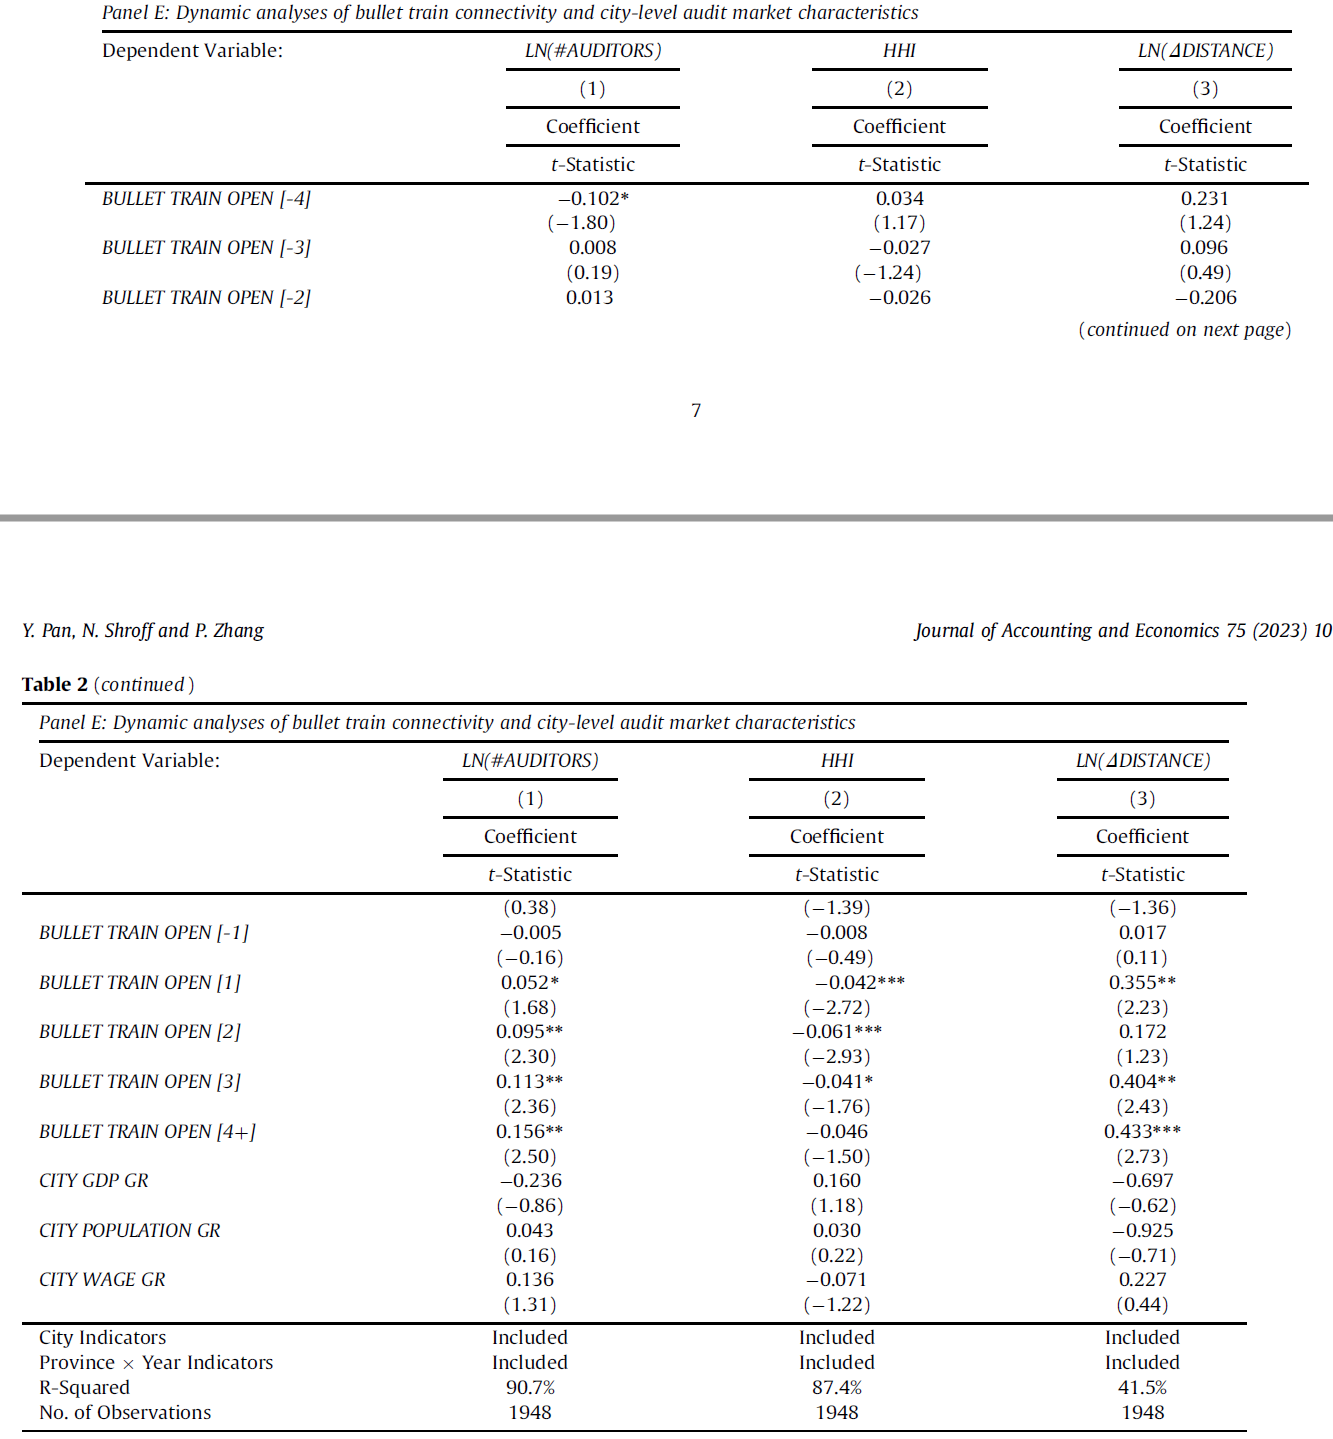 Panel E: Dynamic analyses of bullet train connectivity and city-level audit market characteristics
Dependent Variable: LN(#AUDITORS) HHI LN(ΔDISTANCE)
(1) (2) (3)
Coefficient Coefficient Coefficient
t-Statistic t-Statistic t-Statistic
BULLET TRAIN OPEN [-4] −0.102* 0.034 0.231
(−1.80) (1.17) (1.24)
BULLET TRAIN OPEN [-3] 0.008 −0.027 0.096
(0.19) (−1.24) (0.49)
BULLET TRAIN OPEN [-2] 0.013 −0.026 −0.206
(continued on next page)
7
Y. Pan, N. Shroff and P. Zhang Journal of Accounting and Economics 75 (2023) 10
Table 2 (continued)
Panel E: Dynamic analyses of bullet train connectivity and city-level audit market characteristics
Dependent Variable: LN(#AUDITORS) HHI LN(ΔDISTANCE)
(1) (2) (3)
Coefficient Coefficient Coefficient
t-Statistic t-Statistic t-Statistic
(0.38) (−1.39) (−1.36)
BULLET TRAIN OPEN [-1] −0.005 −0.008 0.017
(−0.16) (−0.49) (0.11)
BULLET TRAIN OPEN [1] 0.052* −0.042*** 0.355**
(1.68) (−2.72) (2.23)
BULLET TRAIN OPEN [2] 0.095** −0.061*** 0.172
(2.30) (−2.93) (1.23)
BULLET TRAIN OPEN [3] 0.113** −0.041* 0.404**
(2.36) (−1.76) (2.43)
BULLET TRAIN OPEN [4+] 0.156** −0.046 0.433***
(2.50) (−1.50) (2.73)
CITY GDP GR −0.236 0.160 −0.697
(−0.86) (1.18) (−0.62)
CITY POPULATION GR 0.043 0.030 −0.925
(0.16) (0.22) (−0.71)
CITY WAGE GR 0.136 −0.071 0.227
(1.31) (−1.22) (0.44)
City Indicators Included Included Included
Province × Year Indicators Included Included Included
R-Squared 90.7% 87.4% 41.5%
No. of Observations 1948 1948 1948